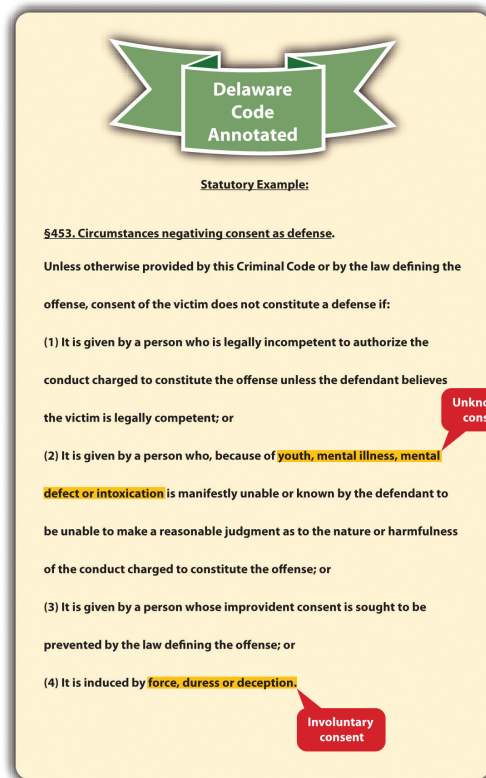 Delaware
Code
Annotated
Statutory Example:
§453. Circumstances negativing consent as defense.
Unless otherwise provided by this Criminal Code or by the law defining the
offense, consent of the victim does not constitute a defense if:
(1) It is given by a person who is legally incompetent to authorize the
conduct charged to constitute the offense unless the defendant believes
the victim is legally competent; or
(2) It is given by a person who, because of youth, mental illness, mental
defect or intoxication is manifestly unable or known by the defendant to
be unable to make a reasonable judgment as to the nature or harmfulness
of the conduct charged to constitute the offense; or
(3) It is given by a person whose improvident consent is sought to be
prevented by the law defining the offense; or
(4) It is induced by force, duress or deception.
Involuntary
consent